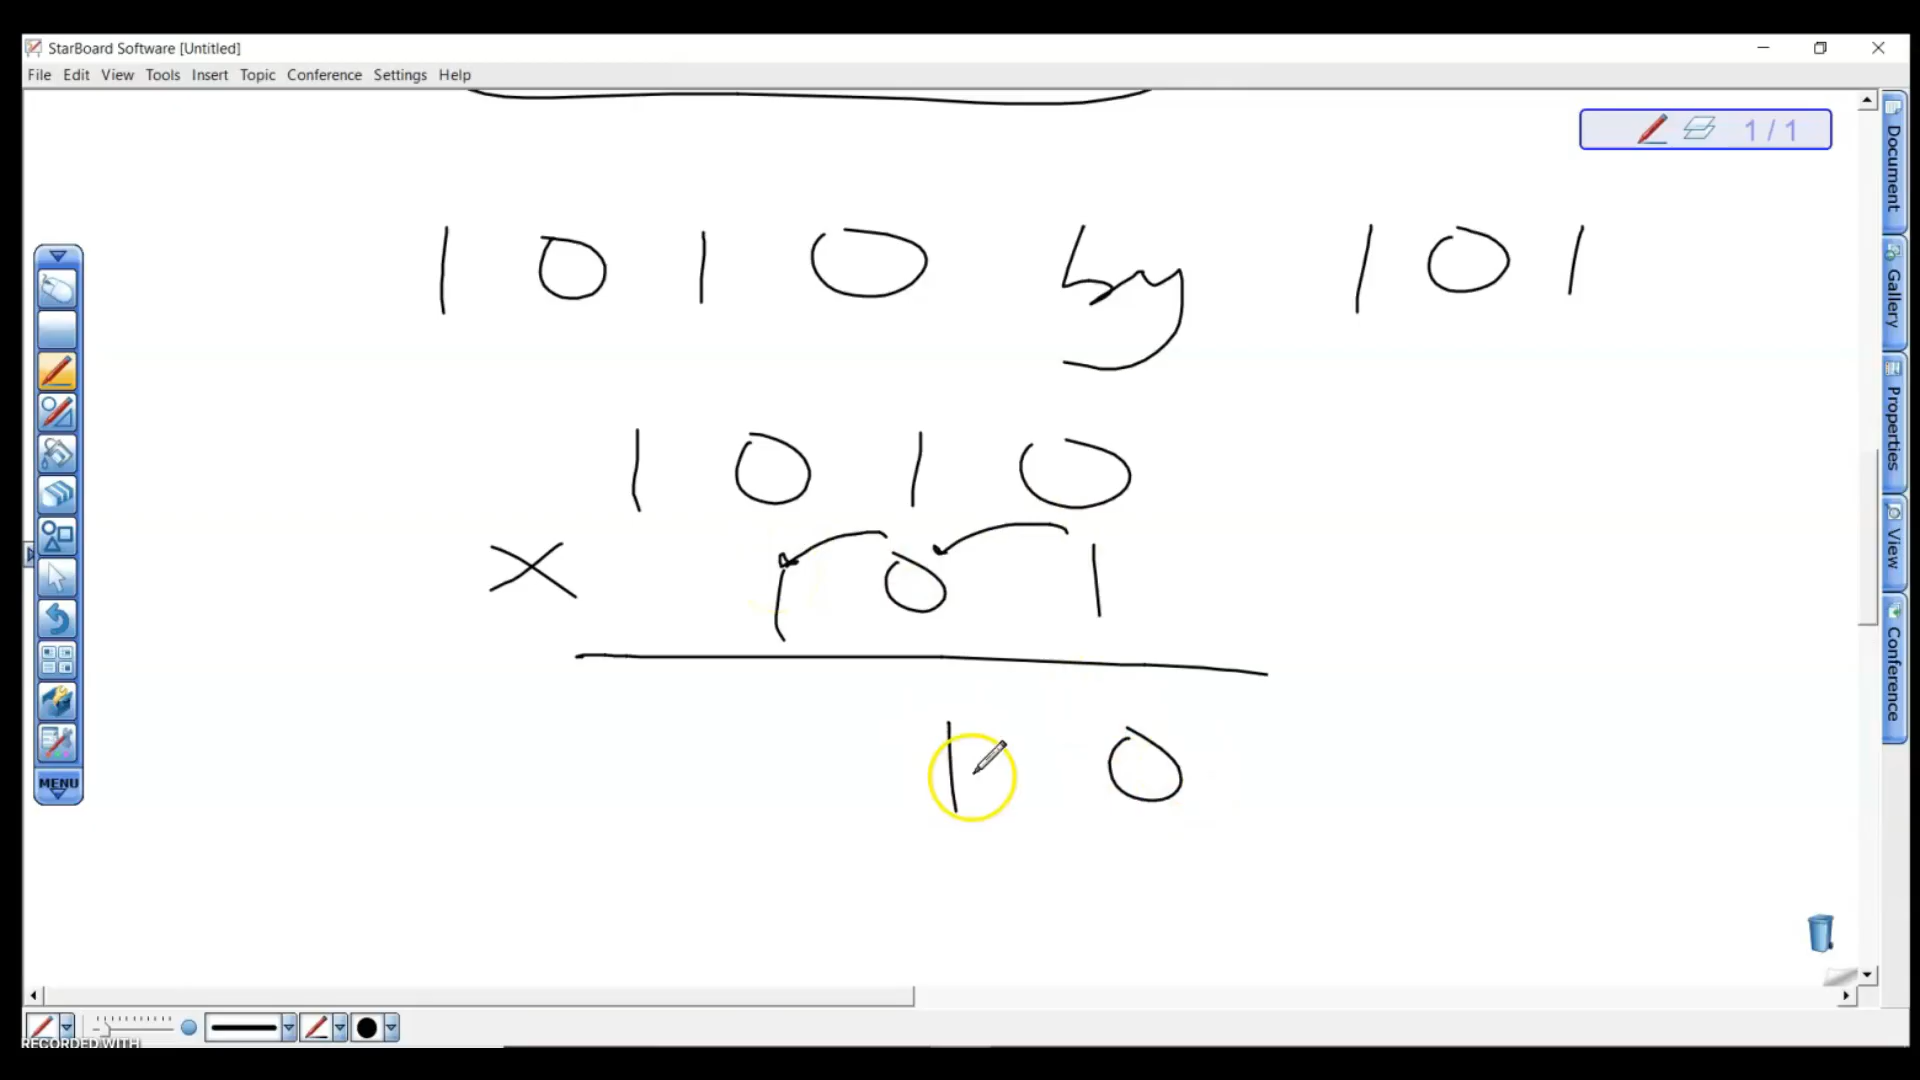 StarBoard Software [Untitled]
File Edit View Tools Insert Topic Conference Settings Help
1 / 1
Document
Gallery
Properties
View
Conference
1 0 1 0 by 1 0 1
1 0 1 0
× 1 0 1
1 0
MENU
RECORDED WITH